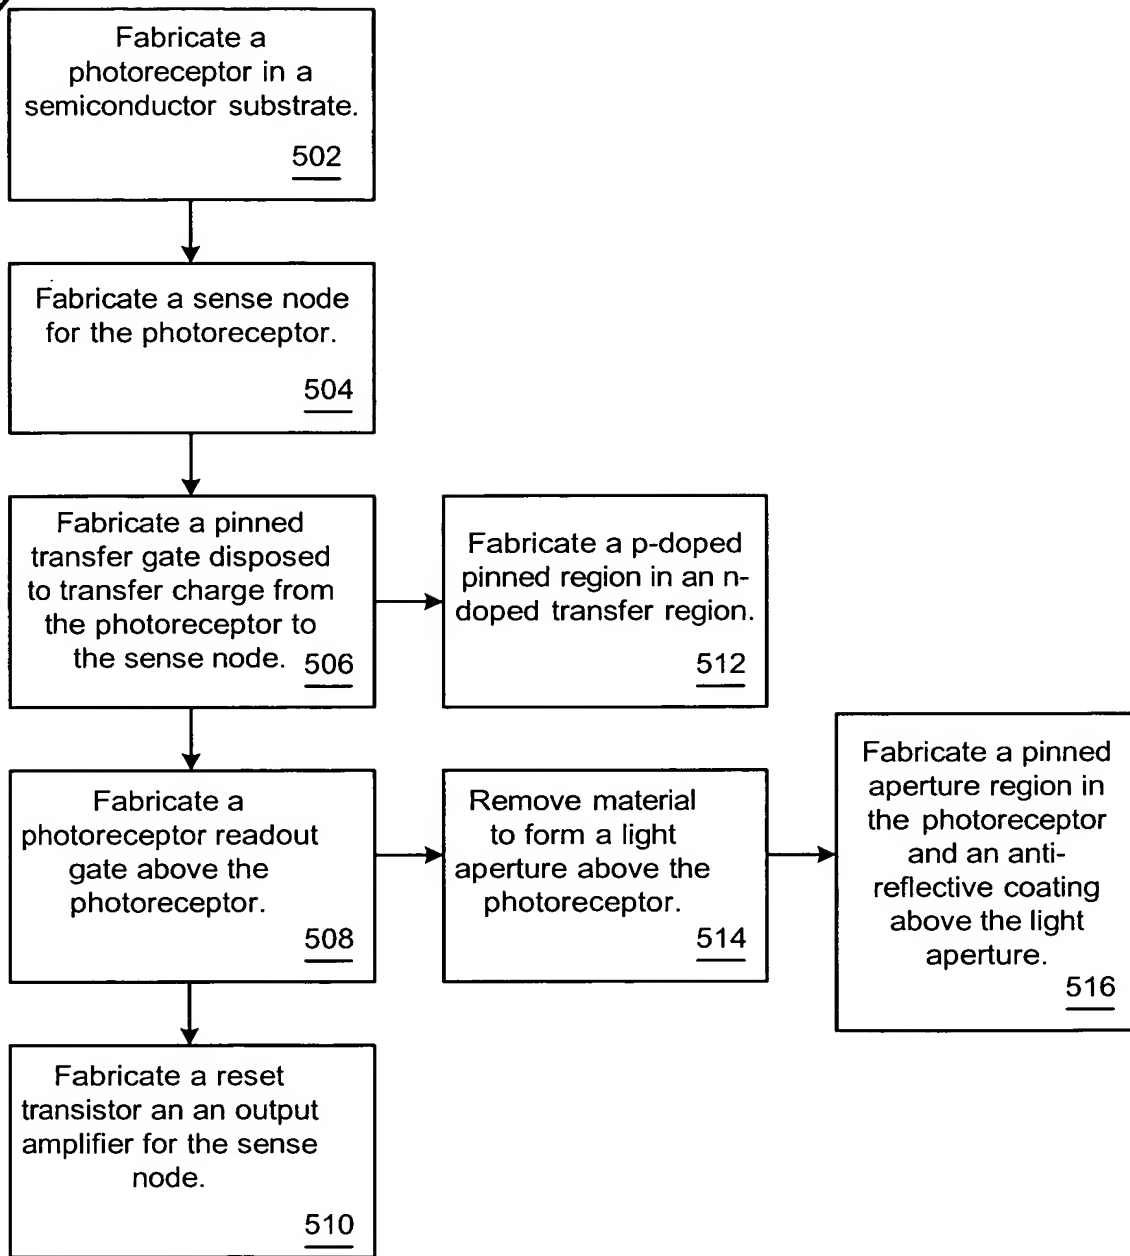 Fabricate a
photoreceptor in a
semiconductor substrate.
502
Fabricate a sense node
for the photoreceptor.
504
Fabricate a pinned
transfer gate disposed
to transfer charge from
the photoreceptor to
the sense node. 506
Fabricate a p-doped
pinned region in an n-
doped transfer region.
512
Fabricate a
photoreceptor readout
gate above the
photoreceptor.
508
Remove material
to form a light
aperture above the
photoreceptor.
514
Fabricate a pinned
aperture region in
the photoreceptor
and an anti-
reflective coating
above the light
aperture.
516
Fabricate a reset
transistor an an output
amplifier for the sense
node.
510